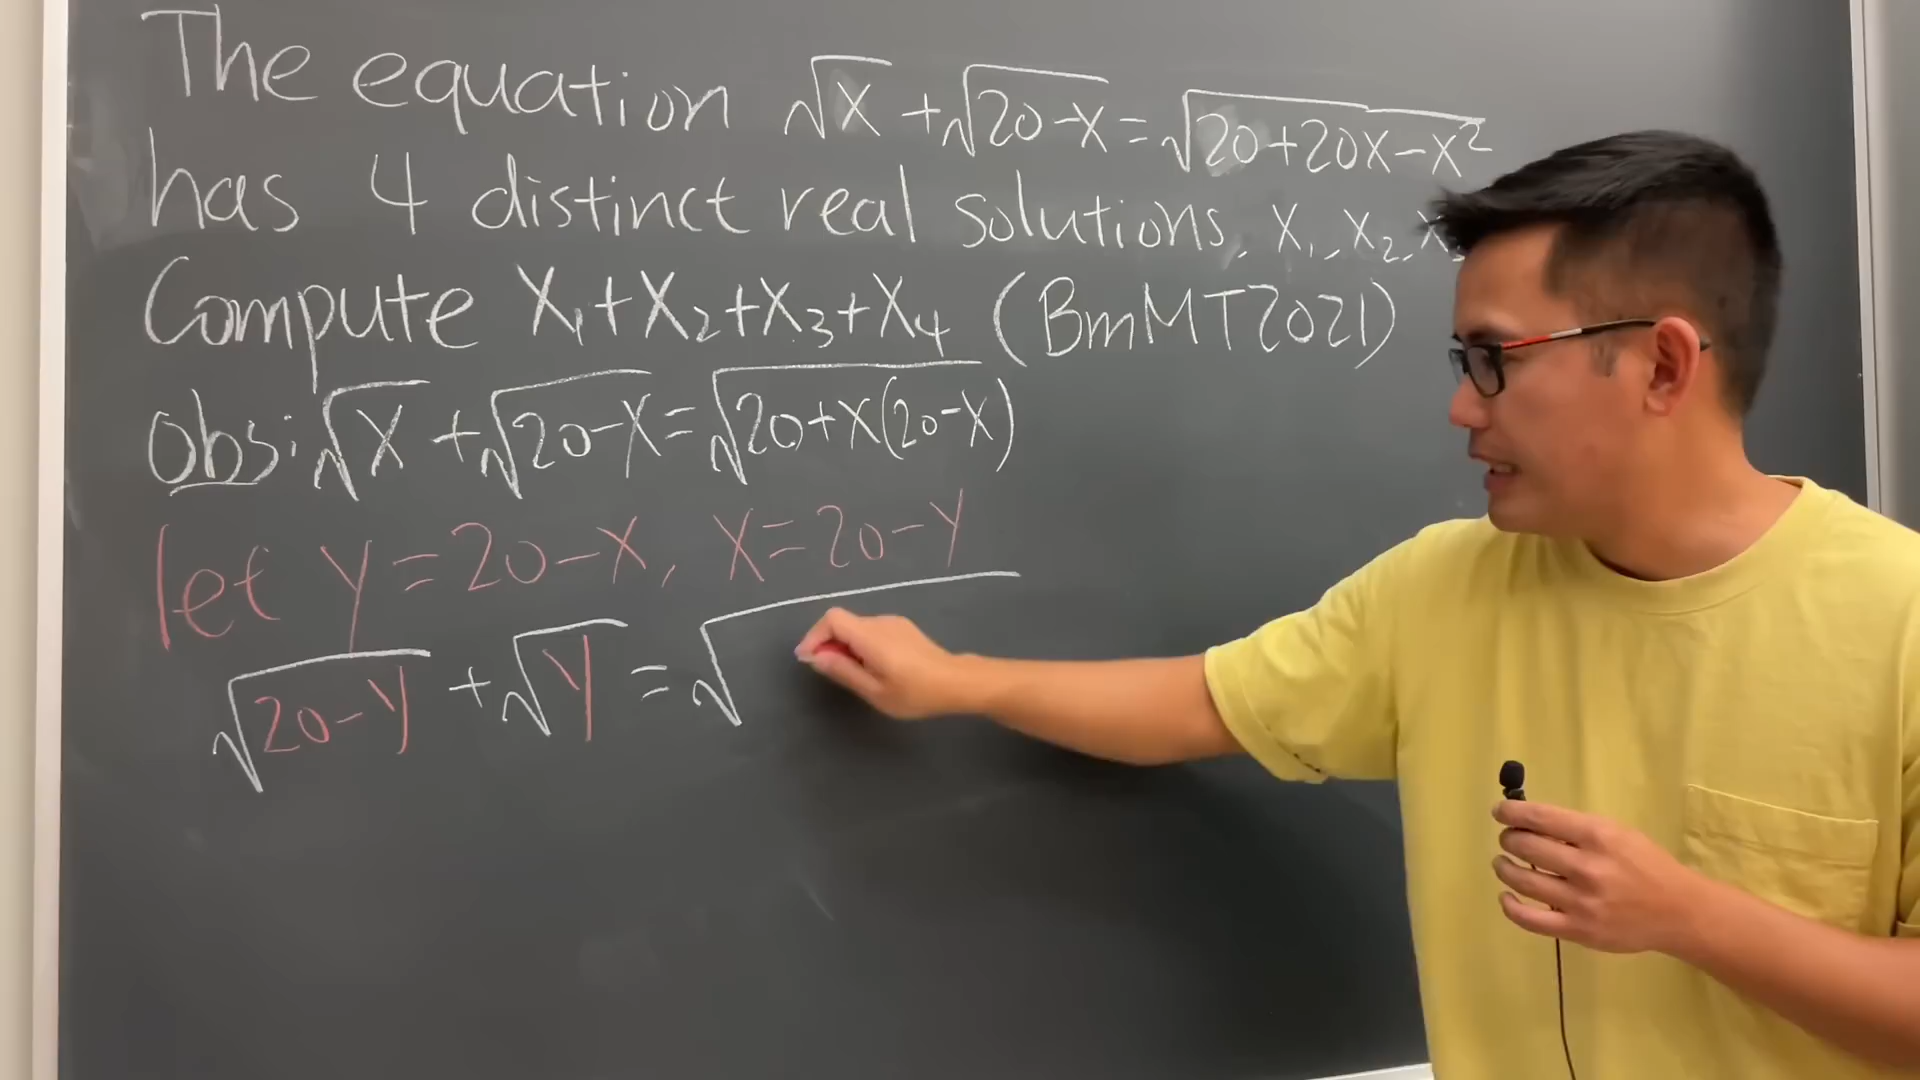 The equation √x + √(20-x) = √(20+20x-x²)
has 4 distinct real solutions, x₁, x₂, x
Compute x₁+x₂+x₃+x₄ (BmMT2021)
obs: √x + √(20-x) = √(20+x(20-x))
let y=20-x, x=20-y
√(20-y) + √y = √